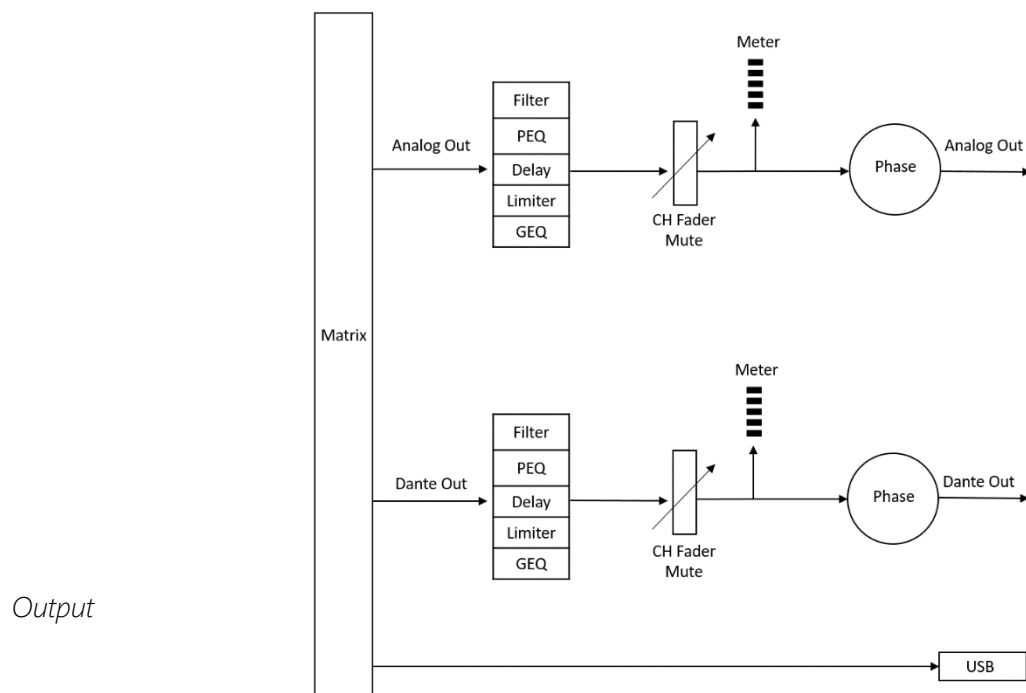 Meter
Filter
PEQ
Delay
Limiter
GEQ
Analog Out
CH Fader
Mute
Phase
Analog Out
Matrix
Meter
Filter
PEQ
Delay
Limiter
GEQ
Dante Out
CH Fader
Mute
Phase
Dante Out
Output
USB